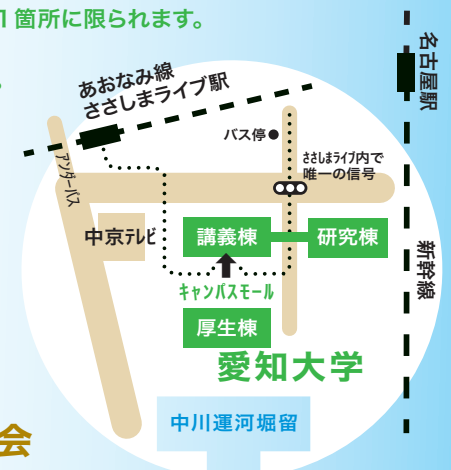 1箇所に限られます。
名古屋駅
あおなみ線
ささしまライブ駅
バス停
アンダーパス
ささしまライブ内で
唯一の信号
中京テレビ
講義棟
研究棟
新幹線
キャンパスモール
厚生棟
愛知大学
中川運河堀留
会